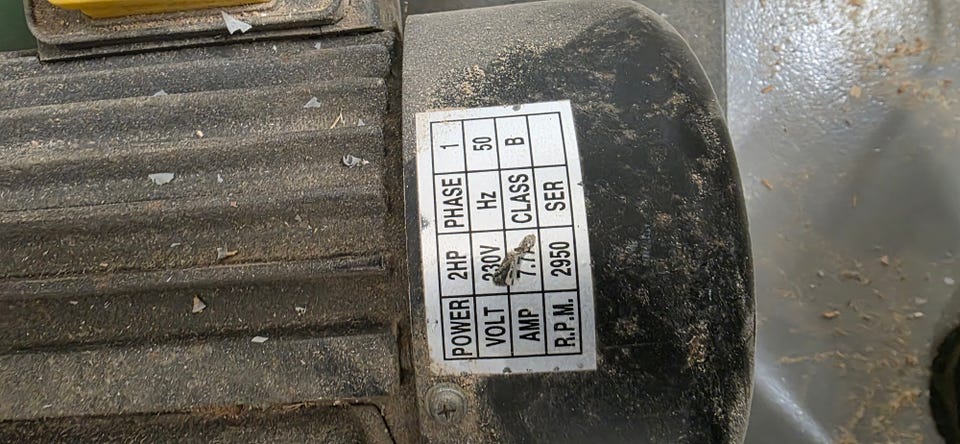 POWER 2HP PHASE 1
VOLT 230V Hz 50
AMP CLASS B
R.P.M. 2950 SER